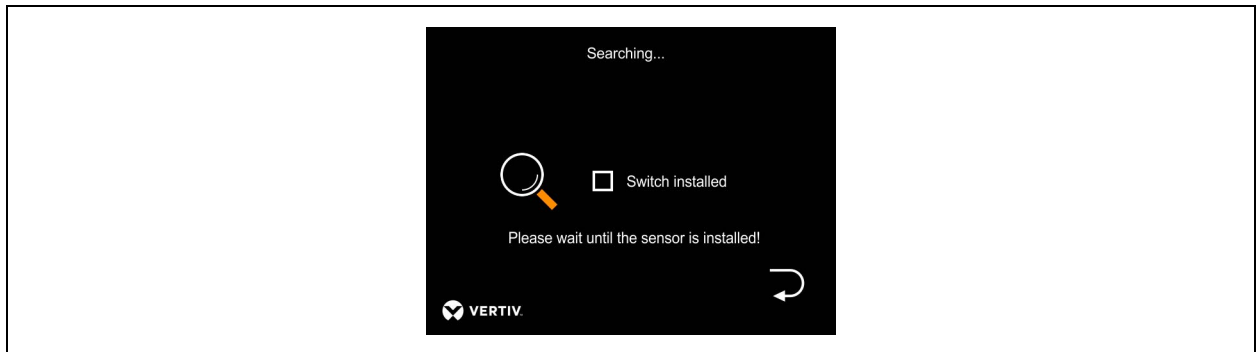 Searching...
Switch installed
Please wait until the sensor is installed!
VERTIV.